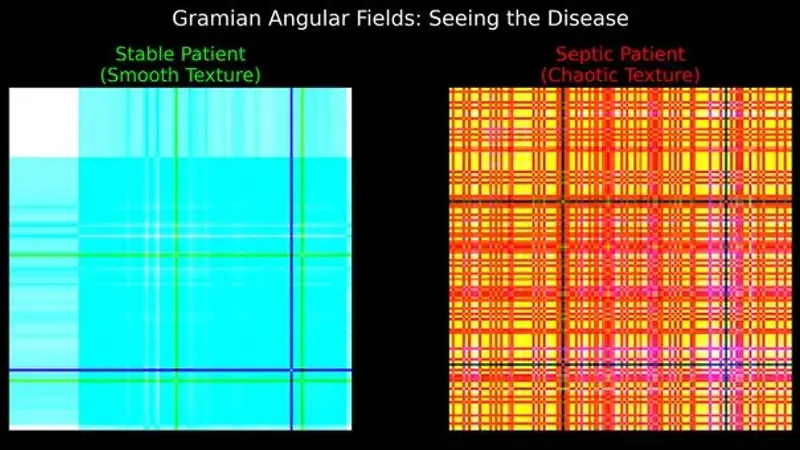 Gramian Angular Fields: Seeing the Disease
Stable Patient
(Smooth Texture)
Septic Patient
(Chaotic Texture)